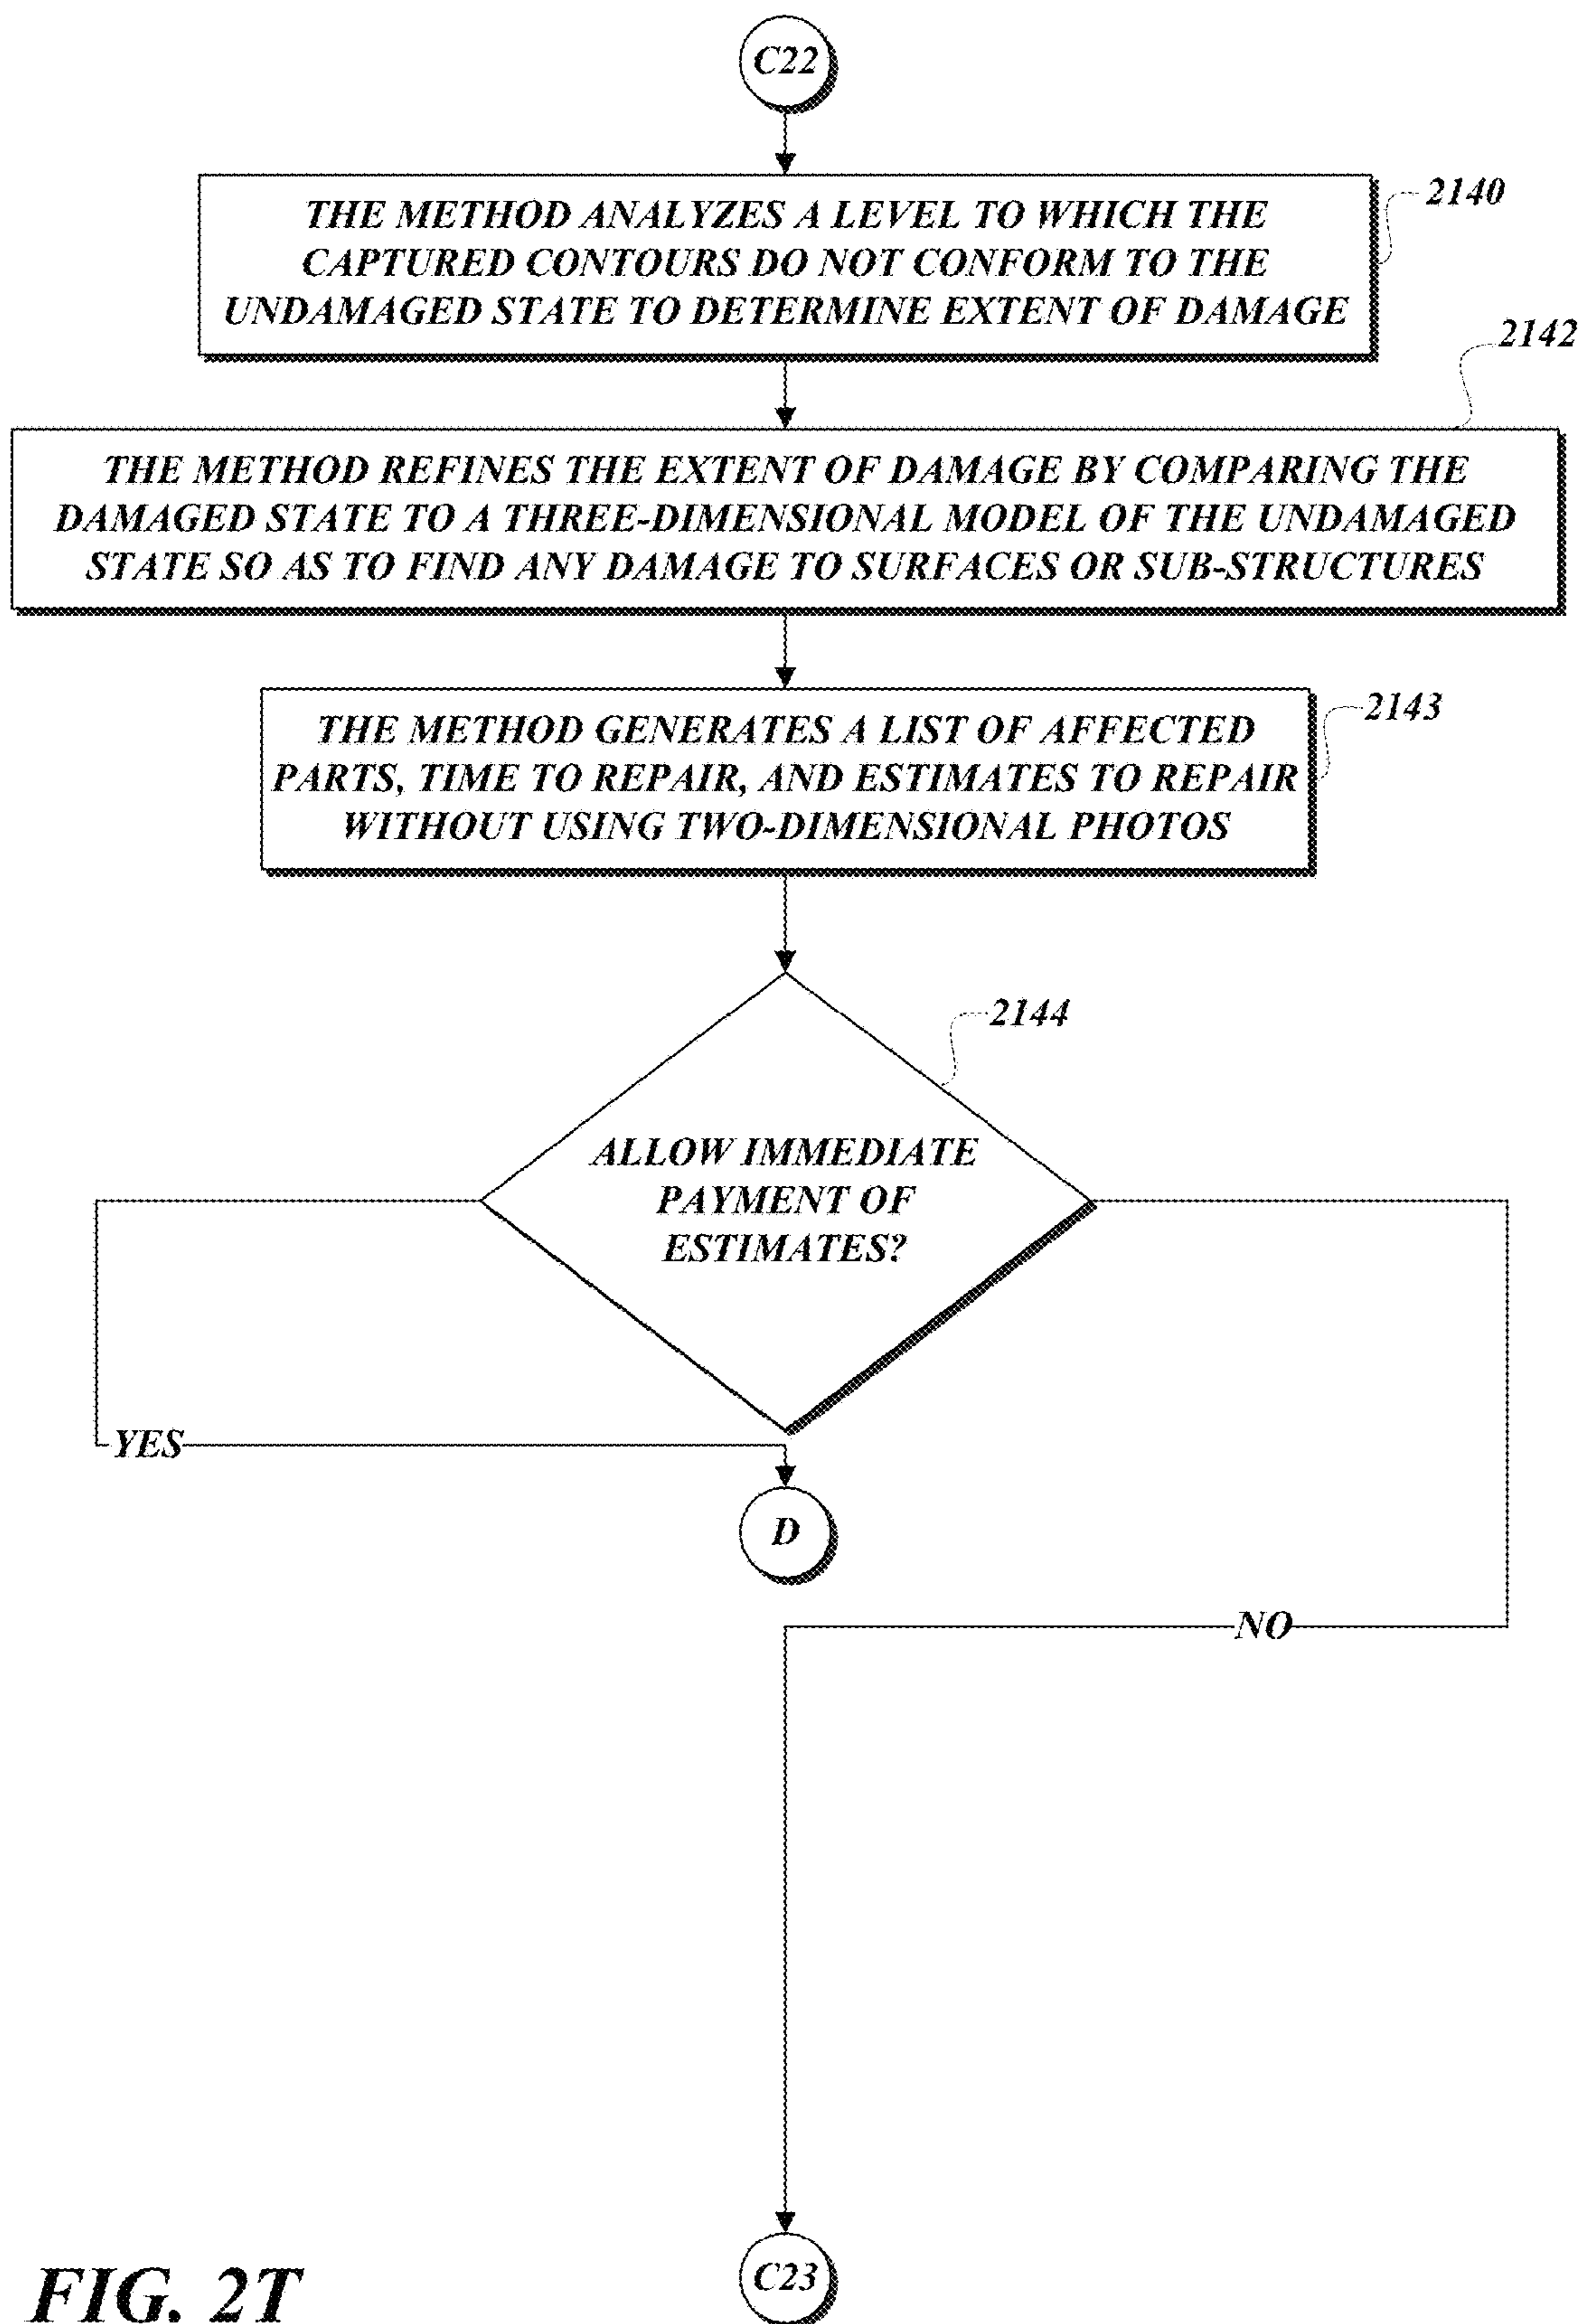 C22
THE METHOD ANALYZES A LEVEL TO WHICH THE
CAPTURED CONTOURS DO NOT CONFORM TO THE
UNDAMAGED STATE TO DETERMINE EXTENT OF DAMAGE
2140
2142
THE METHOD REFINES THE EXTENT OF DAMAGE BY COMPARING THE
DAMAGED STATE TO A THREE-DIMENSIONAL MODEL OF THE UNDAMAGED
STATE SO AS TO FIND ANY DAMAGE TO SURFACES OR SUB-STRUCTURES
THE METHOD GENERATES A LIST OF AFFECTED
PARTS, TIME TO REPAIR, AND ESTIMATES TO REPAIR
WITHOUT USING TWO-DIMENSIONAL PHOTOS
2143
2144
ALLOW IMMEDIATE
PAYMENT OF
ESTIMATES?
YES
D
NO
C23
FIG. 2T